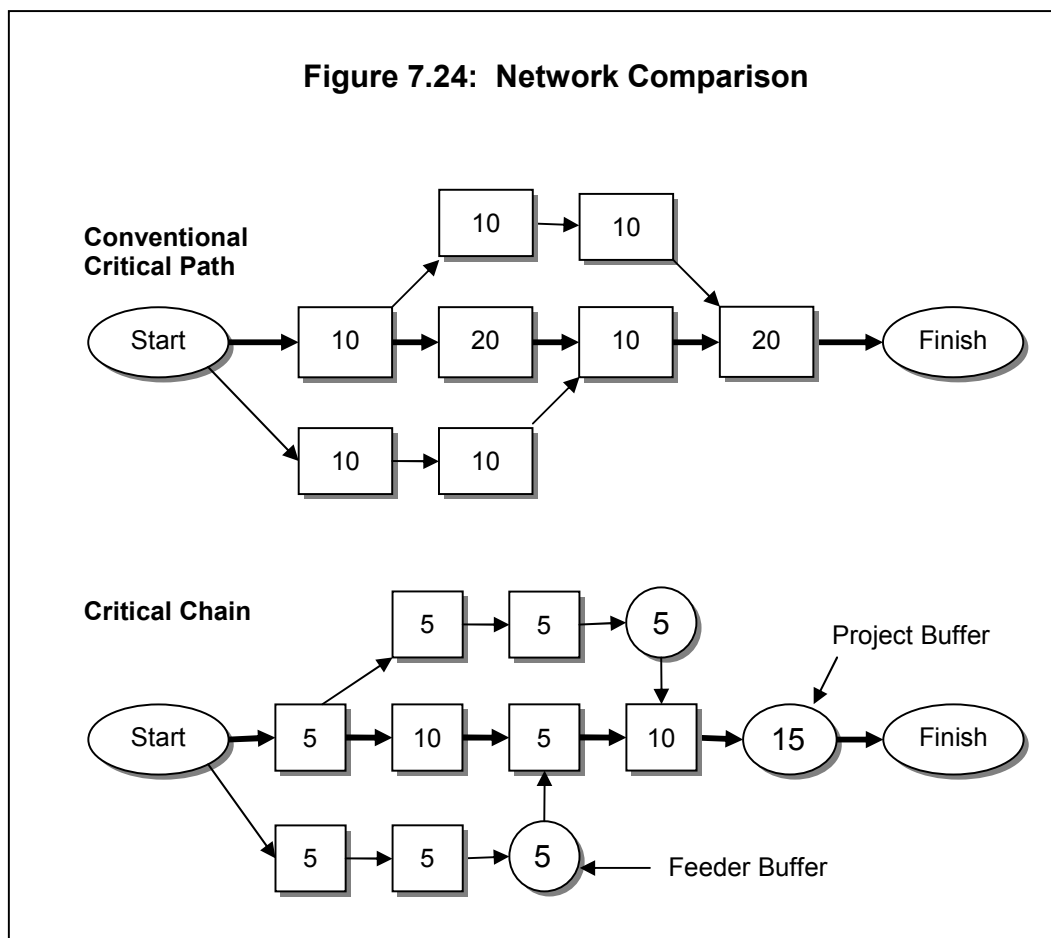 Figure 7.24: Network Comparison
10
10
Conventional
Critical Path
Start
10
20
10
20
Finish
10
10
Critical Chain
5
5
5
Project Buffer
Start
5
10
5
10
15
Finish
5
5
5
Feeder Buffer